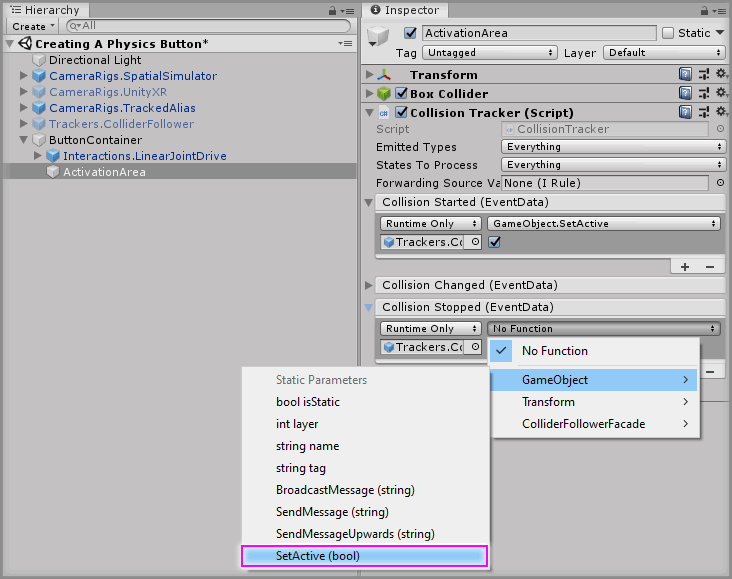 Hierarchy
Create
All
Creating A Physics Button*
Directional Light
CameraRigs.SpatialSimulator
CameraRigs.UnityXR
CameraRigs.TrackedAlias
Trackers.ColliderFollower
ButtonContainer
Interactions.LinearJointDrive
ActivationArea
Inspector
ActivationArea
Static
Tag Untagged Layer Default
Transform
Box Collider
Collision Tracker (Script)
Script CollisionTracker
Emitted Types Everything
States To Process Everything
Forwarding Source Va None (I Rule)
Collision Started (EventData)
Runtime Only GameObject.SetActive
Trackers.Co
Collision Changed (EventData)
Collision Stopped (EventData)
Runtime Only No Function
Trackers.Co
No Function
GameObject
Transform
ColliderFollowerFacade
Static Parameters
bool isStatic
int layer
string name
string tag
BroadcastMessage (string)
SendMessage (string)
SendMessageUpwards (string)
SetActive (bool)